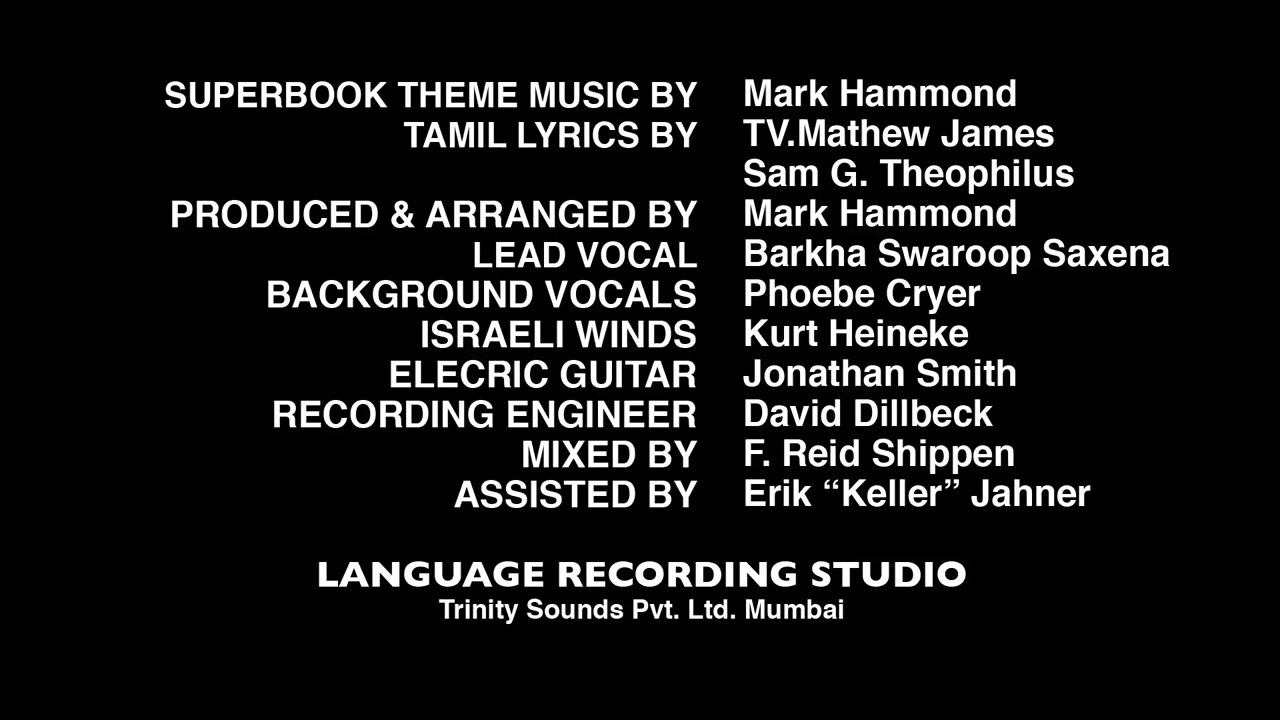 SUPERBOOK THEME MUSIC BY Mark Hammond
TAMIL LYRICS BY TV.Mathew James
Sam G. Theophilus
PRODUCED & ARRANGED BY Mark Hammond
LEAD VOCAL Barkha Swaroop Saxena
BACKGROUND VOCALS Phoebe Cryer
ISRAELI WINDS Kurt Heineke
ELECRIC GUITAR Jonathan Smith
RECORDING ENGINEER David Dillbeck
MIXED BY F. Reid Shippen
ASSISTED BY Erik “Keller” Jahner
LANGUAGE RECORDING STUDIO
Trinity Sounds Pvt. Ltd. Mumbai